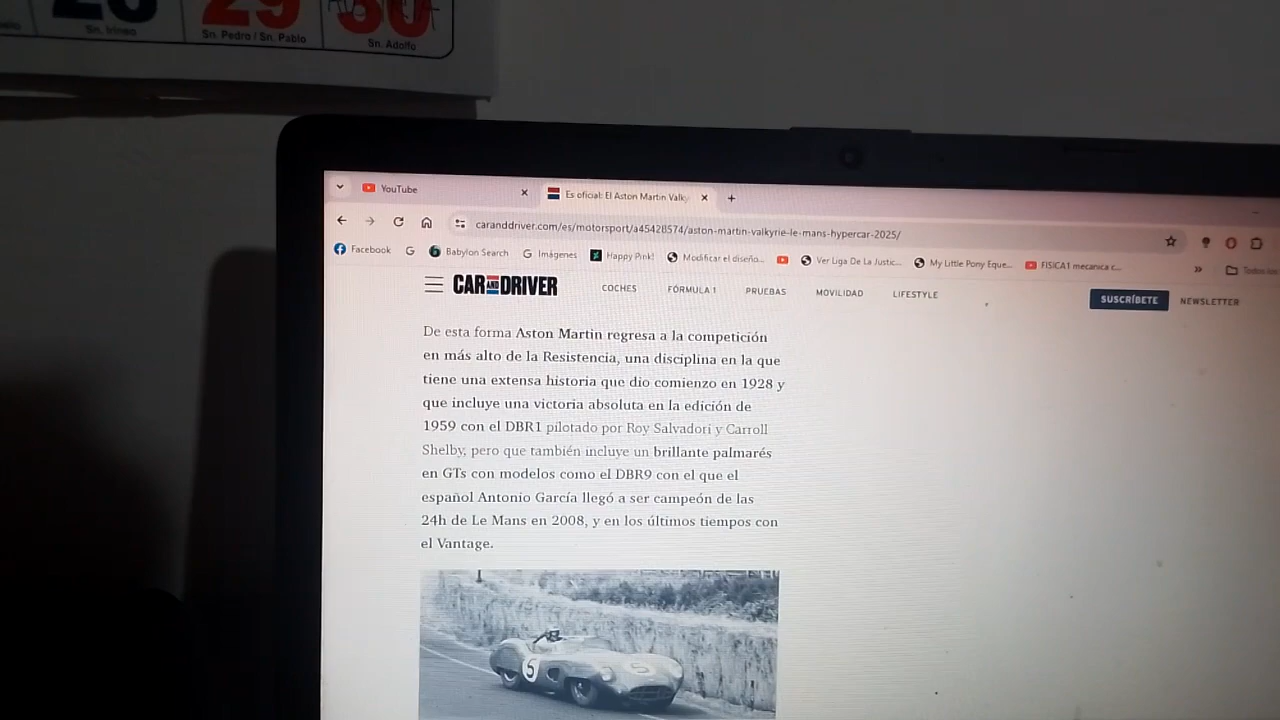 29 30
Sn. Irineo Sn. Pedro / Sn. Pablo Sn. Adolfo
YouTube Es oficial: El Aston Martin Valky
caranddriver.com/es/motorsport/a45428574/aston-martin-valkyrie-le-mans-hypercar-2025/
Facebook Babylon Search Imágenes Happy Pink! Modificar el diseño... Ver Liga De La Justic... My Little Pony Eque... FISICA1 mecanica c... »
CAR AND DRIVER COCHES FÓRMULA 1 PRUEBAS MOVILIDAD LIFESTYLE SUSCRÍBETE NEWSLETTER
De esta forma Aston Martin regresa a la competición
en más alto de la Resistencia, una disciplina en la que
tiene una extensa historia que dio comienzo en 1928 y
que incluye una victoria absoluta en la edición de
1959 con el DBR1 pilotado por Roy Salvadori y Carroll
Shelby, pero que también incluye un brillante palmarés
en GTs con modelos como el DBR9 con el que el
español Antonio García llegó a ser campeón de las
24h de Le Mans en 2008, y en los últimos tiempos con
el Vantage.
5 5